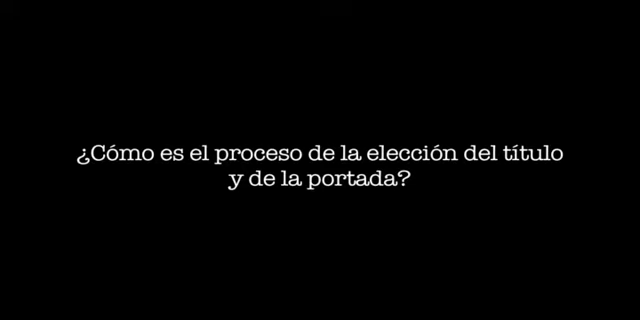 ¿Cómo es el proceso de la elección del título
y de la portada?